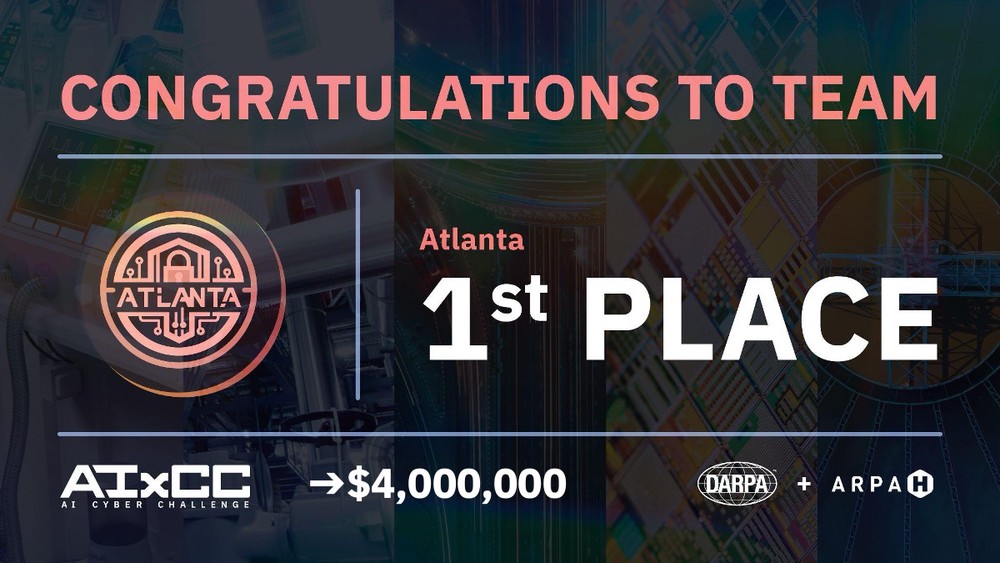 CONGRATULATIONS TO TEAM
ATLANTA
Atlanta
1st PLACE
AIxCC
AI CYBER CHALLENGE
→$4,000,000
DARPA + ARPA H